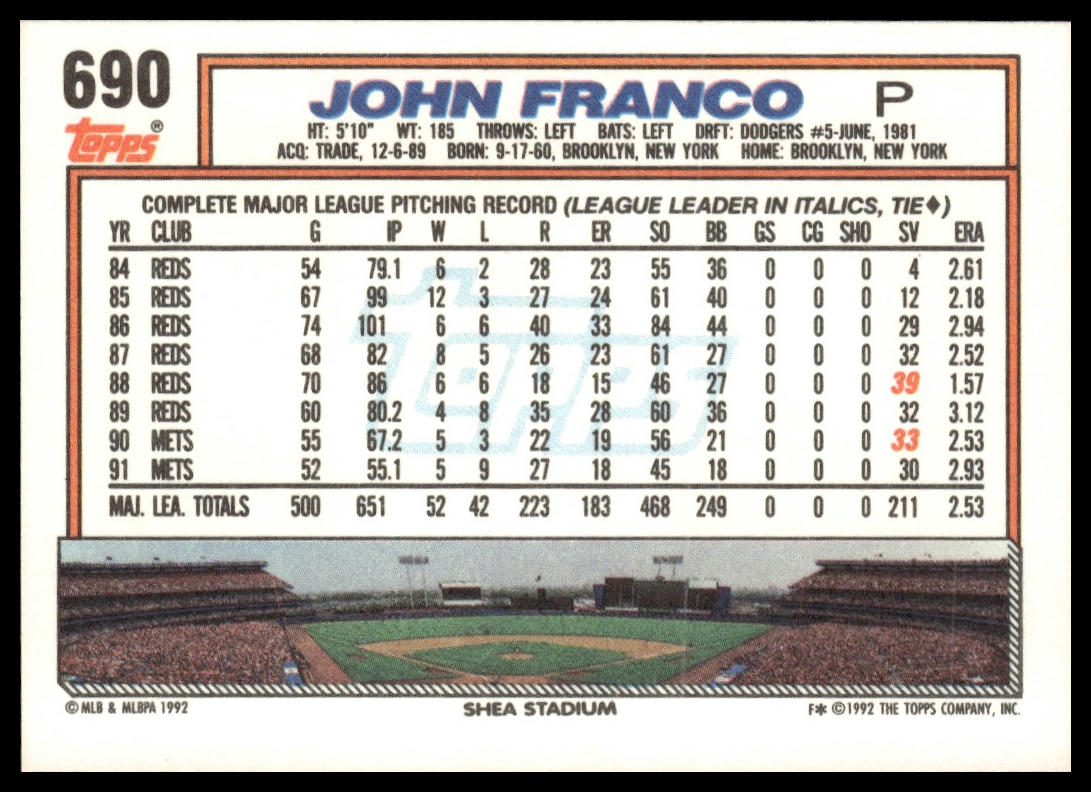 690
topps®
JOHN FRANCO P
HT: 5'10" WT: 185 THROWS: LEFT BATS: LEFT DRFT: DODGERS #5-JUNE, 1981
ACQ: TRADE, 12-6-89 BORN: 9-17-60, BROOKLYN, NEW YORK HOME: BROOKLYN, NEW YORK
COMPLETE MAJOR LEAGUE PITCHING RECORD (LEAGUE LEADER IN ITALICS, TIE♦)
YR CLUB G IP W L R ER SO BB GS CG SHO SV ERA
84 REDS 54 79.1 6 2 28 23 55 36 0 0 0 4 2.61
85 REDS 67 99 12 3 27 24 61 40 0 0 0 12 2.18
86 REDS 74 101 6 6 40 33 84 44 0 0 0 29 2.94
87 REDS 68 82 8 5 26 23 61 27 0 0 0 32 2.52
88 REDS 70 86 6 6 18 15 46 27 0 0 0 39 1.57
89 REDS 60 80.2 4 8 35 28 60 36 0 0 0 32 3.12
90 METS 55 67.2 5 3 22 19 56 21 0 0 0 33 2.53
91 METS 52 55.1 5 9 27 18 45 18 0 0 0 30 2.93
MAJ. LEA. TOTALS 500 651 52 42 223 183 468 249 0 0 0 211 2.53
topps
© MLB & MLBPA 1992 SHEA STADIUM F* © 1992 THE TOPPS COMPANY, INC.